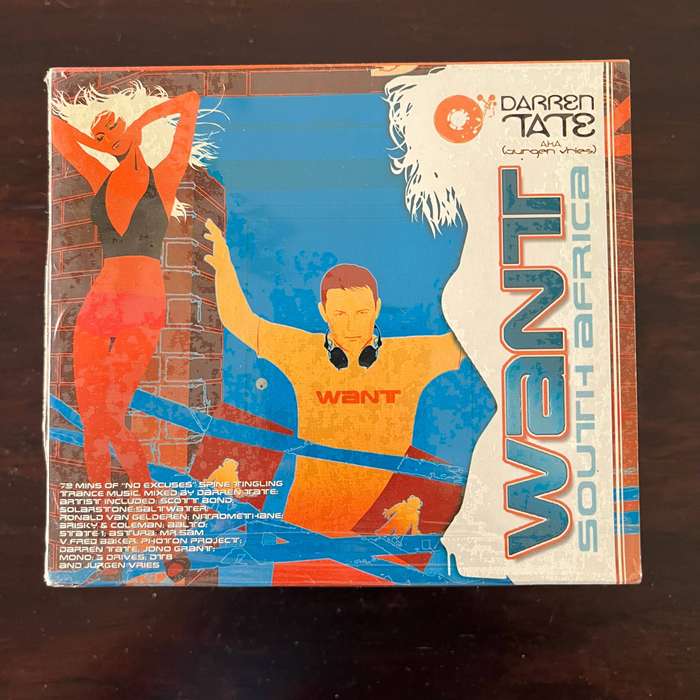 DARREN
TATE
AKA
(Jurgen Vries)
WANT
SOUTH AFRICA
WANT
72 MINS OF "NO EXCUSES" SPINE TINGLING
TRANCE MUSIC. MIXED BY DARREN TATE:
ARTIST INCLUDED: SCOTT BOND,
SOLARSTONE; SALTWATER;
RONALD VAN GELDEREN; NITROMETHANE;
BRISKY & COLEMAN; AALTO;
STATE 1; ASTURA; MR SAM
V FRED BAKER; PHOTON PROJECT;
DARREN TATE, JONO GRANT;
MONO; 3 DRIVES; DT8
AND JURGEN VRIES